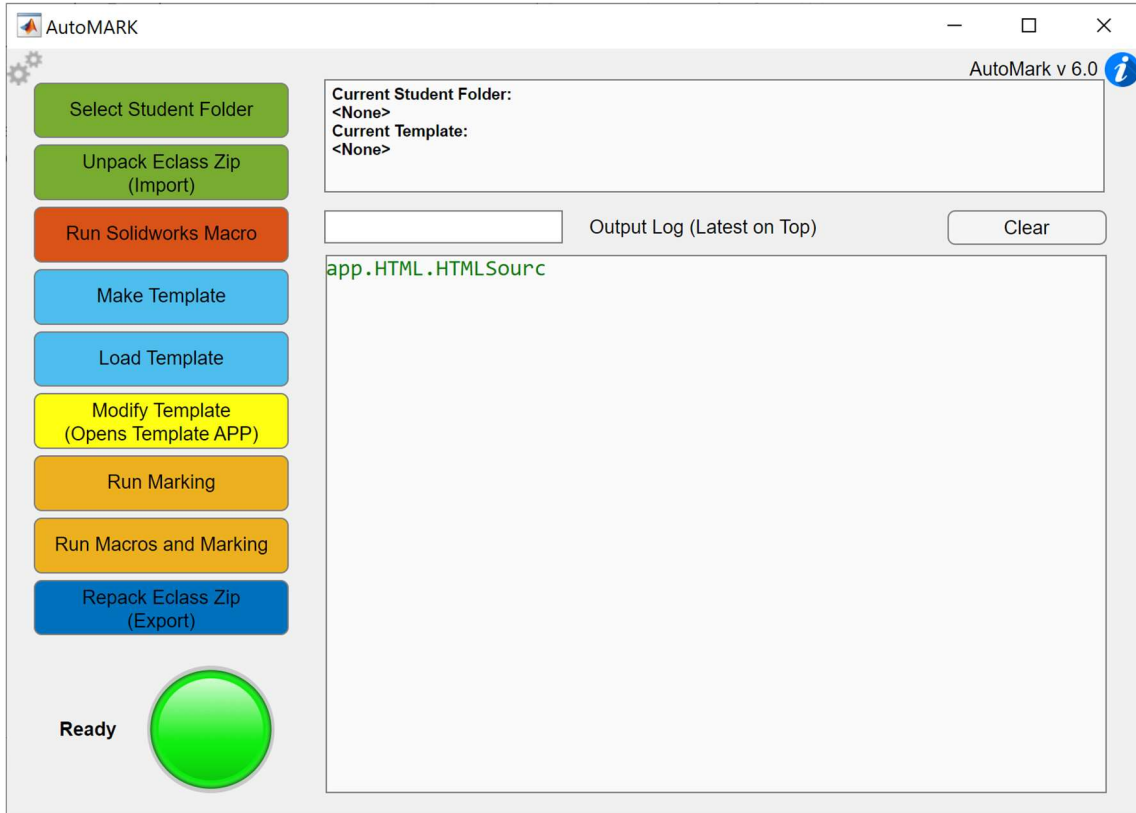 AutoMARK
AutoMark v 6.0
Select Student Folder
Unpack Eclass Zip
(Import)
Run Solidworks Macro
Make Template
Load Template
Modify Template
(Opens Template APP)
Run Marking
Run Macros and Marking
Repack Eclass Zip
(Export)
Ready
Current Student Folder:
<None>
Current Template:
<None>
Output Log (Latest on Top)
Clear
app.HTML.HTMLSourc